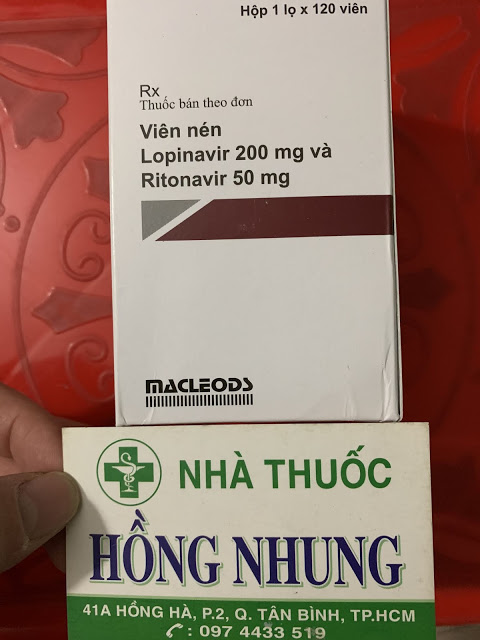 Hộp 1 lọ x 120 viên
Rx
Thuốc bán theo đơn
Viên nén
Lopinavir 200 mg và
Ritonavir 50 mg
MACLEODS
NHÀ THUỐC
HỒNG NHUNG
41A HỒNG HÀ, P.2, Q. TÂN BÌNH, TP.HCM
: 097 4433 519